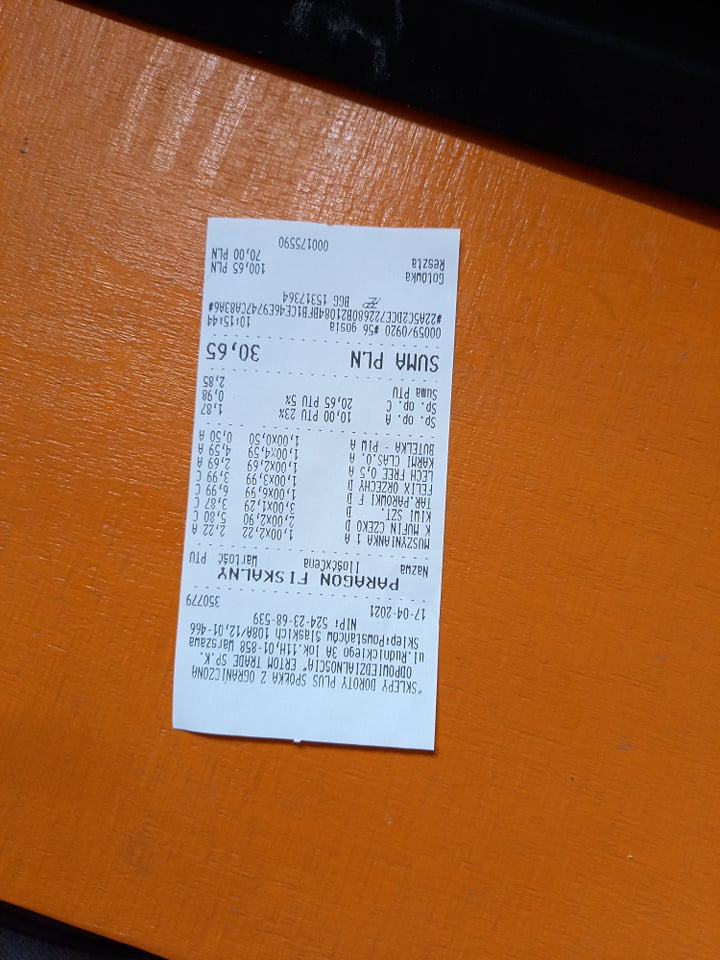 "SKLEPY DOROTY PLUS SPÓŁKA Z OGRANICZONĄ
ODPOWIEDZIALNOŚCIĄ" ERTOM TRADE SP.K.
ul.Rudnickiego 3A lok.11H,01-858 Warszawa
Sklep:Powstańców Śląskich 108A/12,01-466
NIP: 524-23-68-539
17-04-2021 350779
PARAGON FISKALNY
Nazwa IlośćxCena Wartość PTU
MUSZYNIANKA 1 A 1,00x2,22 2,22 A
K MUFIN CZEKO D 2,00x2,90 5,80 C
KIWI SZT. D 3,00x1,29 3,87 C
TAR.PARÓWKI F D 1,00x6,99 6,99 C
FELIX ORZECHY D 1,00x3,99 3,99 C
LECH FREE 0,5 A 1,00x2,69 2,69 A
KARMI CLAS.0. A 1,00x4,59 4,59 A
BUTELKA - PIW A 1,00x0,50 0,50 A
Sp. op. A 10,00 PTU 23% 1,87
Sp. op. C 20,65 PTU 5% 0,98
Suma PTU 2,85
SUMA PLN 30,65
00059/0920 #56 gosia 10:15:44
BGG 15317364
Gotówka 100,65 PLN
Reszta 70,00 PLN
000175590